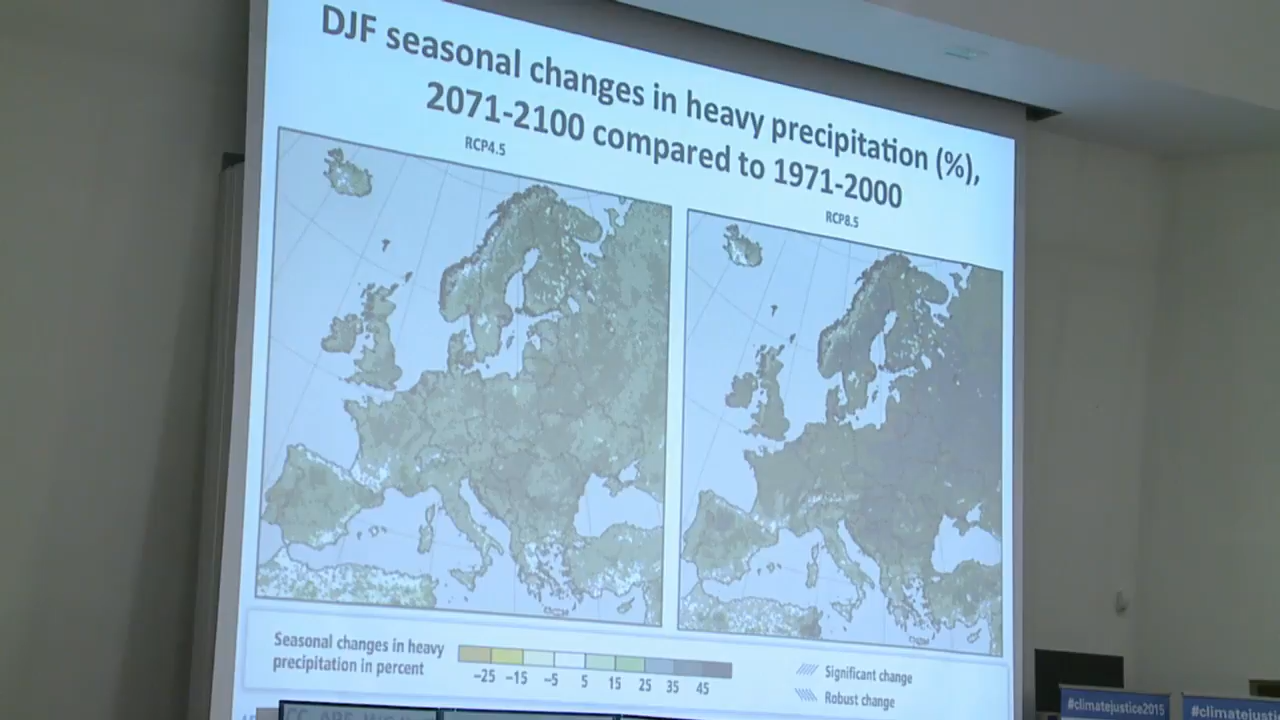 DJF seasonal changes in heavy precipitation (%),
2071-2100 compared to 1971-2000
RCP4.5
RCP8.5
Seasonal changes in heavy
precipitation in percent
−25 −15 −5 5 15 25 35 45
Significant change
Robust change
#climatejustice2015